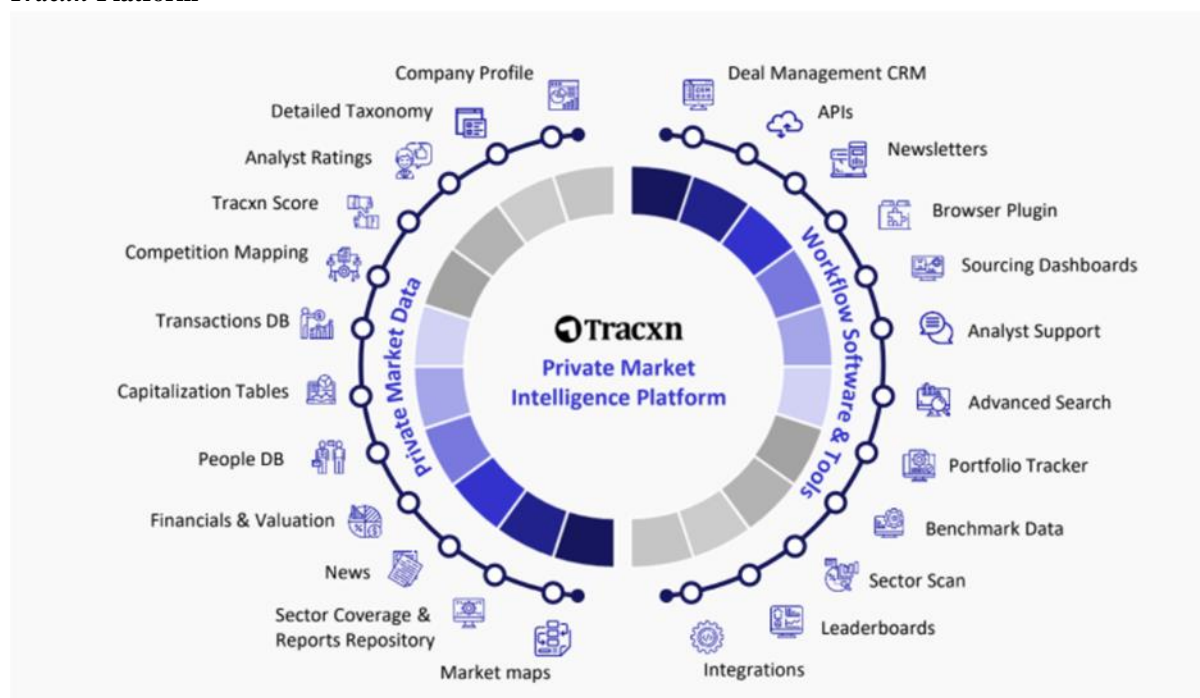 Company Profile
Detailed Taxonomy
Analyst Ratings
Tracxn Score
Competition Mapping
Transactions DB
Capitalization Tables
People DB
Financials & Valuation
News
Sector Coverage &
Reports Repository
Market maps
Private Market Data
Tracxn
Private Market
Intelligence Platform
Workflow Software & Tools
Deal Management CRM
APIs
Newsletters
Browser Plugin
Sourcing Dashboards
Analyst Support
Advanced Search
Portfolio Tracker
Benchmark Data
Sector Scan
Leaderboards
Integrations